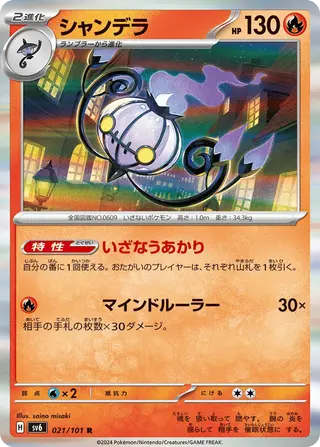 2進化
シャンデラ
HP 130
ランプラーから進化
全国図鑑NO.0609 いざないポケモン 高さ:1.0m 重さ:34.3kg
特性 いざなうあかり
自分の番に1回使える。おたがいのプレイヤーは、それぞれ山札を1枚引く。
マインドルーラー 30×
相手の手札の枚数×30ダメージ。
弱点 ×2 抵抗力 にげる
H sv6 021/101 R
Illus. saino misaki
©2024 Pokémon/Nintendo/Creatures/GAME FREAK.